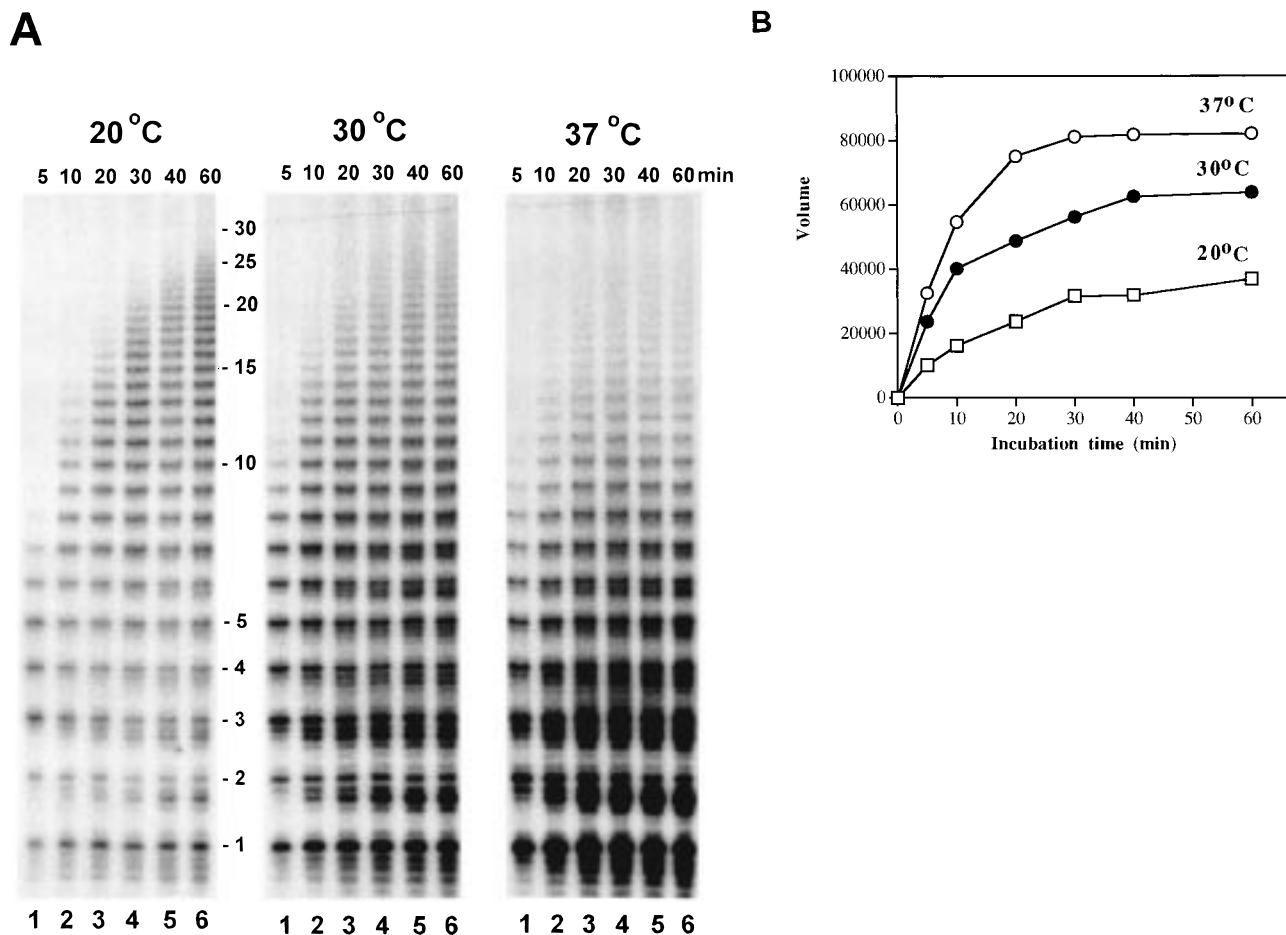 A
B
20 °C
30 °C
37 °C
5 10 20 30 40 60
5 10 20 30 40 60 min
5 10 20 30 40 60
- 30
- 25
- 20
- 15
- 10
- 5
- 4
- 3
- 2
- 1
1 2 3 4 5 6
1 2 3 4 5 6
1 2 3 4 5 6
100000
80000
60000
40000
20000
0
Volume
37°C
30°C
20°C
0 10 20 30 40 50 60
Incubation time (min)